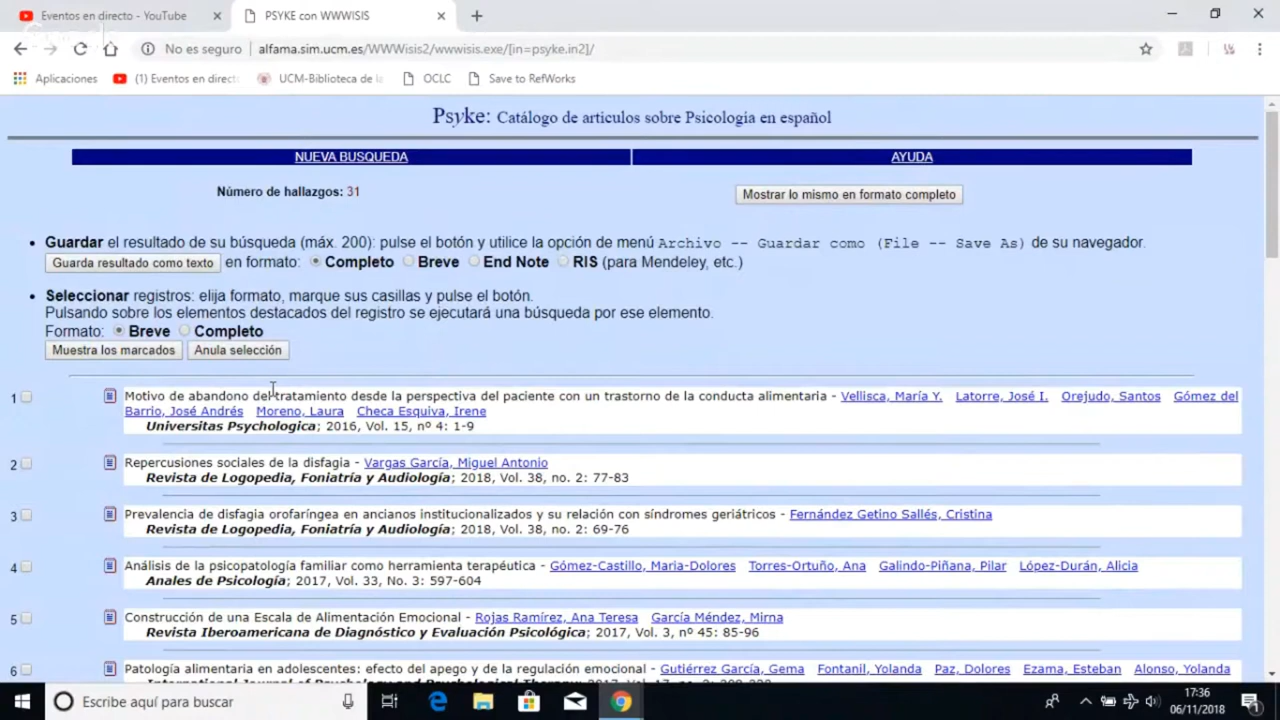 Eventos en directo - YouTube
PSYKE con WWWISIS
No es seguro
alfama.sim.ucm.es/WWWisis2/wwwisis.exe/[in=psyke.in2]/
Aplicaciones
(1) Eventos en direct
UCM-Biblioteca de la
OCLC
Save to RefWorks
Psyke: Catálogo de articulos sobre Psicología en español
NUEVA BUSQUEDA
AYUDA
Número de hallazgos: 31
Mostrar lo mismo en formato completo
Guardar el resultado de su búsqueda (máx. 200): pulse el botón y utilice la opción de menú Archivo -- Guardar como (File -- Save As) de su navegador.
Guarda resultado como texto en formato: Completo Breve End Note RIS (para Mendeley, etc.)
Seleccionar registros: elija formato, marque sus casillas y pulse el botón.
Pulsando sobre los elementos destacados del registro se ejecutará una búsqueda por ese elemento.
Formato: Breve Completo
Muestra los marcados Anula selección
1 Motivo de abandono del tratamiento desde la perspectiva del paciente con un trastorno de la conducta alimentaria - Vellisca, María Y. Latorre, José I. Orejudo, Santos Gómez del
Barrio, José Andrés Moreno, Laura Checa Esquiva, Irene
Universitas Psychologica; 2016, Vol. 15, nº 4: 1-9
2 Repercusiones sociales de la disfagia - Vargas García, Miguel Antonio
Revista de Logopedia, Foniatría y Audiología; 2018, Vol. 38, no. 2: 77-83
3 Prevalencia de disfagia orofaríngea en ancianos institucionalizados y su relación con síndromes geriátricos - Fernández Getino Sallés, Cristina
Revista de Logopedia, Foniatría y Audiología; 2018, Vol. 38, no. 2: 69-76
4 Análisis de la psicopatología familiar como herramienta terapéutica - Gómez-Castillo, Maria-Dolores Torres-Ortuño, Ana Galindo-Piñana, Pilar López-Durán, Alicia
Anales de Psicología; 2017, Vol. 33, No. 3: 597-604
5 Construcción de una Escala de Alimentación Emocional - Rojas Ramírez, Ana Teresa García Méndez, Mirna
Revista Iberoamericana de Diagnóstico y Evaluación Psicológica; 2017, Vol. 3, nº 45: 85-96
6 Patología alimentaria en adolescentes: efecto del apego y de la regulación emocional - Gutiérrez García, Gema Fontanil, Yolanda Paz, Dolores Ezama, Esteban Alonso, Yolanda
Escribe aquí para buscar
17:36
06/11/2018
1